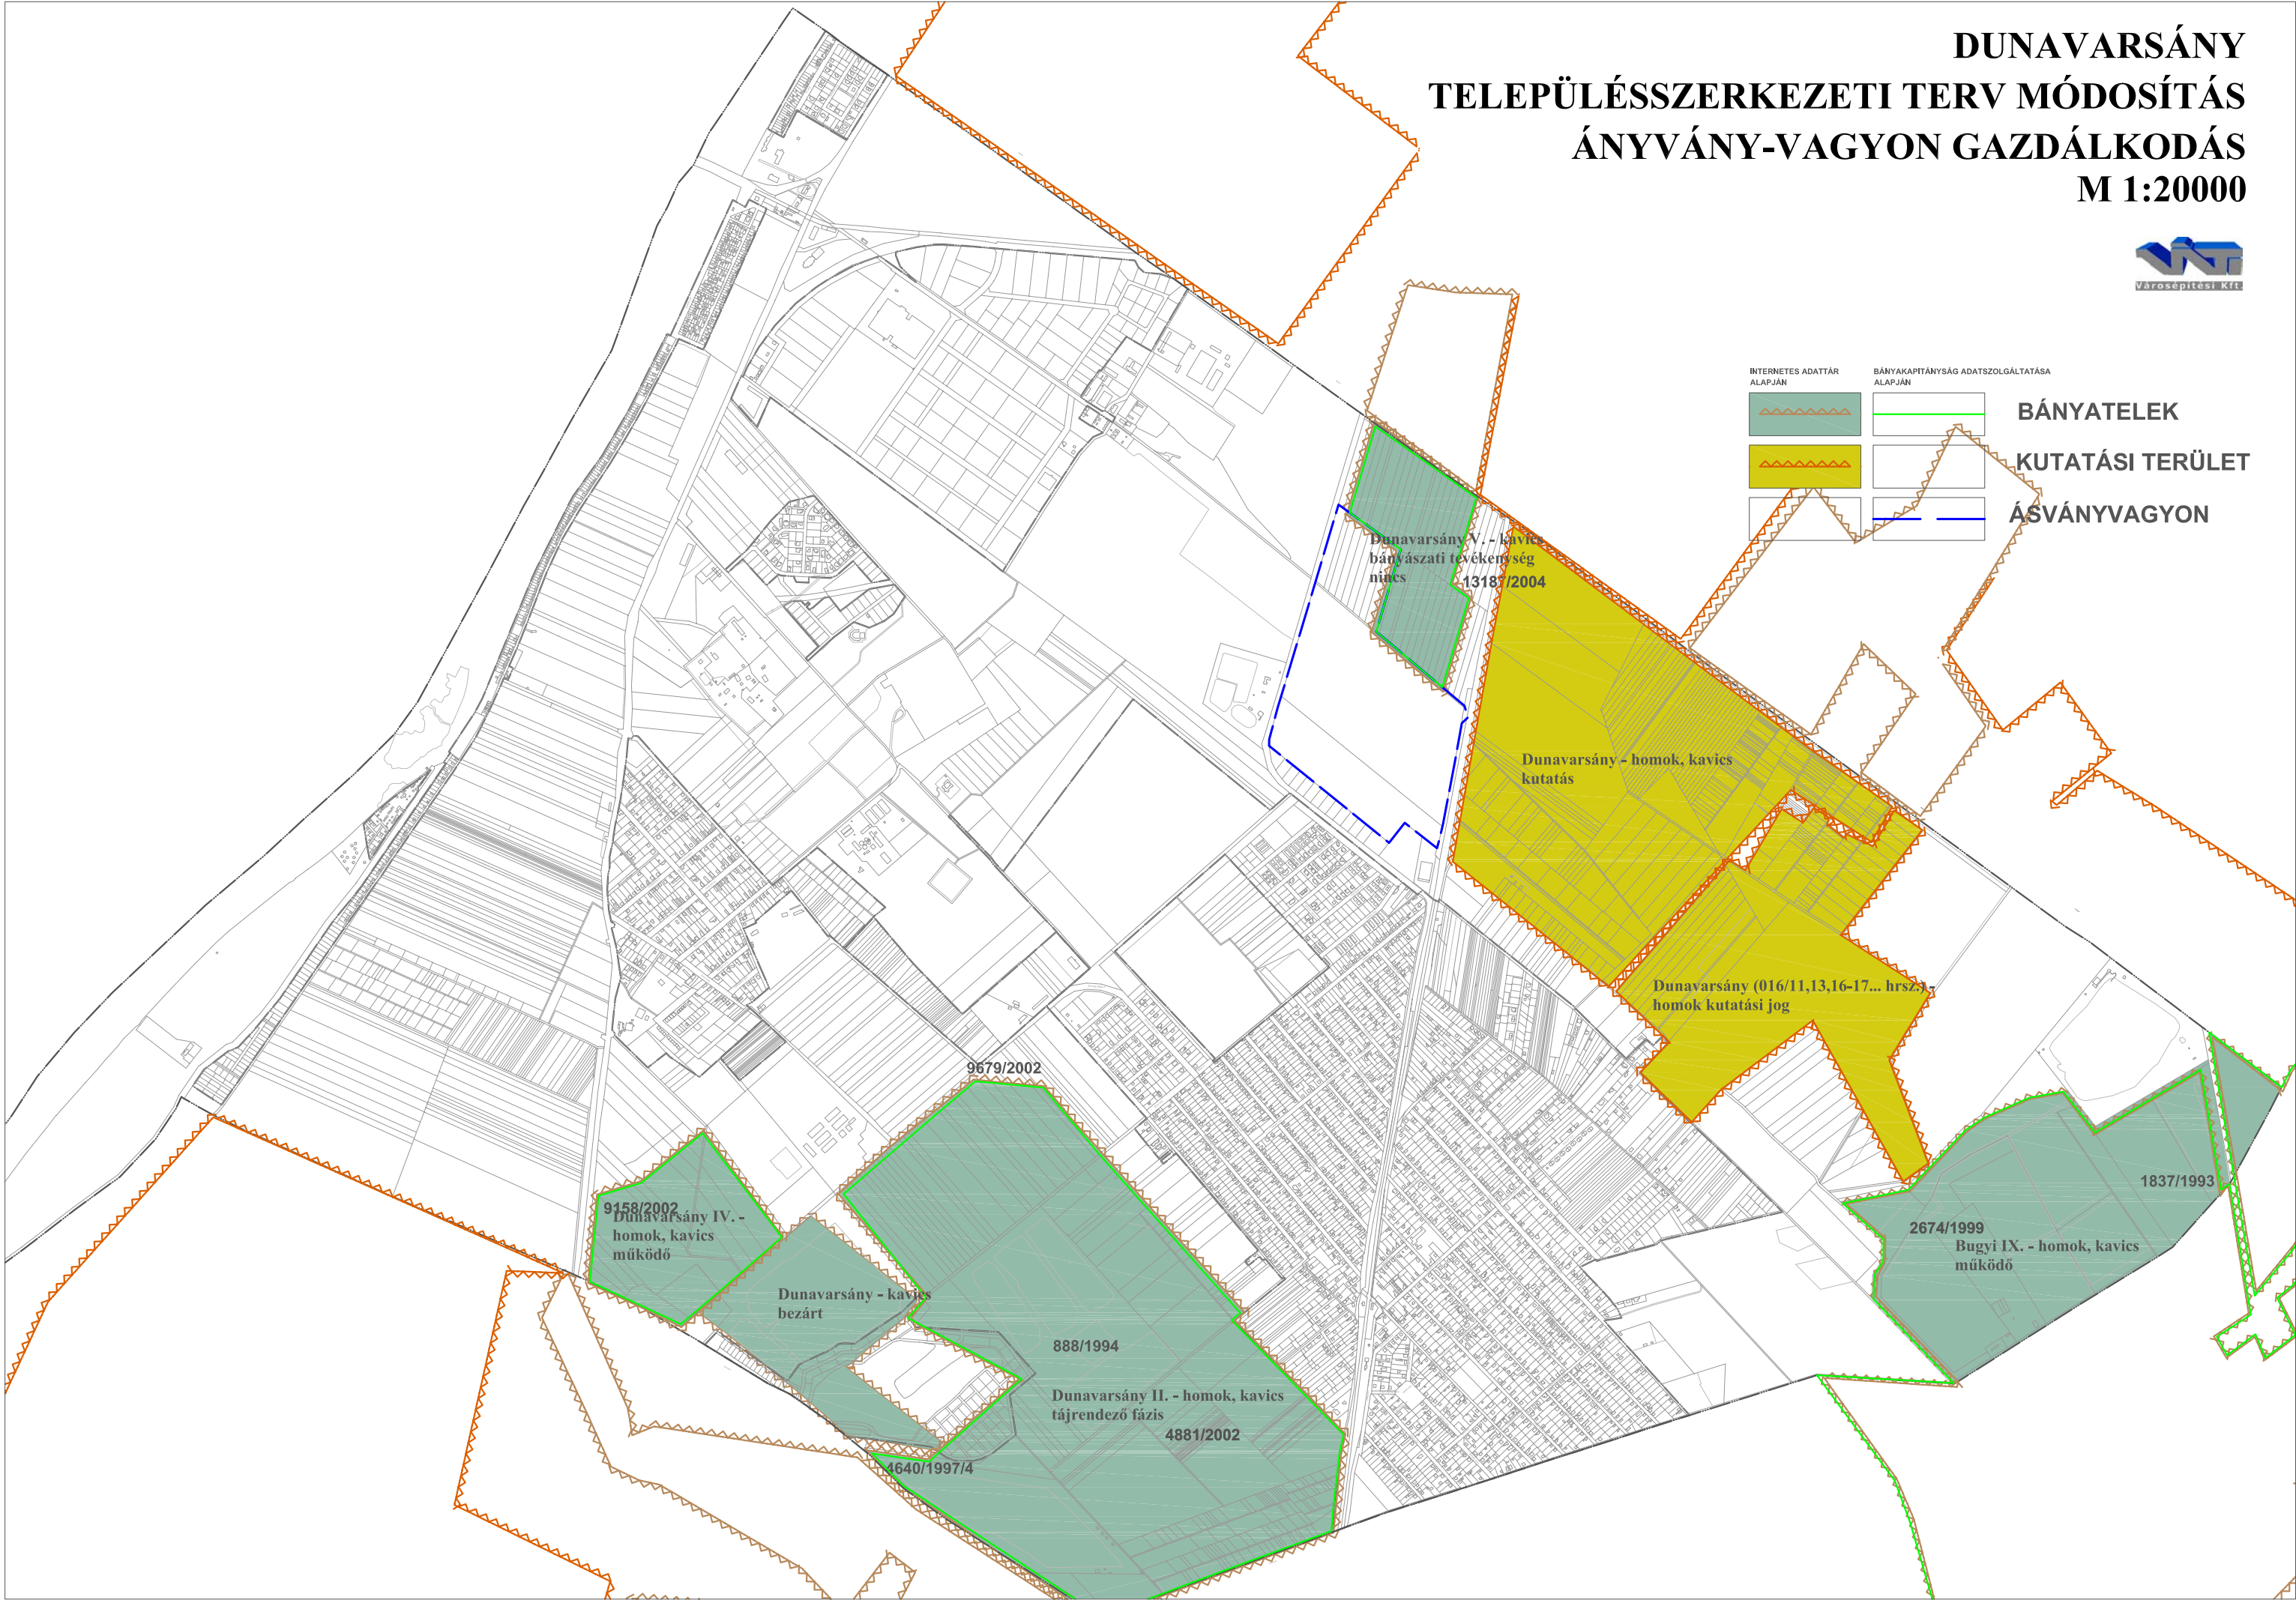 DUNAVARSÁNY
TELEPÜLÉSSZERKEZETI TERV MÓDOSÍTÁS
ÁNYVÁNY-VAGYON GAZDÁLKODÁS
M 1:20000
VÁTI
Városépítési Kft.
INTERNETES ADATTÁR
ALAPJÁN
BÁNYAKAPITÁNYSÁG ADATSZOLGÁLTATÁSA
ALAPJÁN
BÁNYATELEK
KUTATÁSI TERÜLET
ÁSVÁNYVAGYON
Dunavarsány V. - kavics
bányászati tevékenység
nincs
13187/2004
Dunavarsány - homok, kavics
kutatás
Dunavarsány (016/11,13,16-17... hrsz.) -
homok kutatási jog
9679/2002
9158/2002
Dunavarsány IV. -
homok, kavics
működő
Dunavarsány - kavics
bezárt
888/1994
Dunavarsány II. - homok, kavics
tájrendező fázis
4881/2002
4640/1997/4
1837/1993
2674/1999
Bugyi IX. - homok, kavics
működő